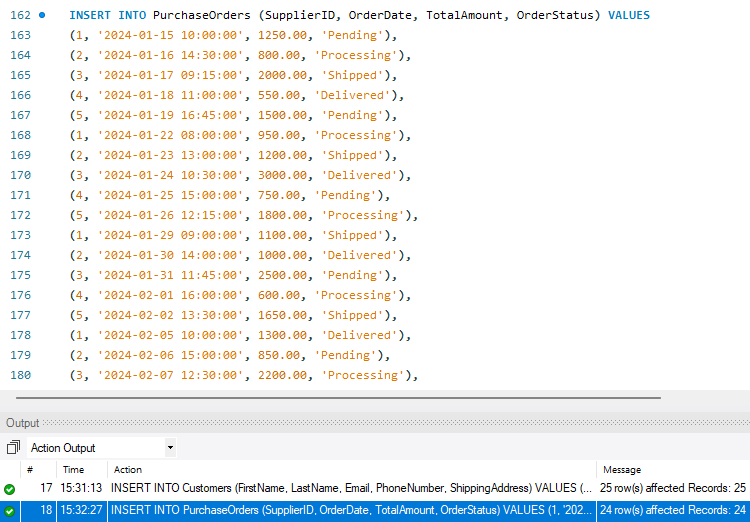 162 INSERT INTO PurchaseOrders (SupplierID, OrderDate, TotalAmount, OrderStatus) VALUES
163 (1, '2024-01-15 10:00:00', 1250.00, 'Pending'),
164 (2, '2024-01-16 14:30:00', 800.00, 'Processing'),
165 (3, '2024-01-17 09:15:00', 2000.00, 'Shipped'),
166 (4, '2024-01-18 11:00:00', 550.00, 'Delivered'),
167 (5, '2024-01-19 16:45:00', 1500.00, 'Pending'),
168 (1, '2024-01-22 08:00:00', 950.00, 'Processing'),
169 (2, '2024-01-23 13:00:00', 1200.00, 'Shipped'),
170 (3, '2024-01-24 10:30:00', 3000.00, 'Delivered'),
171 (4, '2024-01-25 15:00:00', 750.00, 'Pending'),
172 (5, '2024-01-26 12:15:00', 1800.00, 'Processing'),
173 (1, '2024-01-29 09:00:00', 1100.00, 'Shipped'),
174 (2, '2024-01-30 14:00:00', 1000.00, 'Delivered'),
175 (3, '2024-01-31 11:45:00', 2500.00, 'Pending'),
176 (4, '2024-02-01 16:00:00', 600.00, 'Processing'),
177 (5, '2024-02-02 13:30:00', 1650.00, 'Shipped'),
178 (1, '2024-02-05 10:00:00', 1300.00, 'Delivered'),
179 (2, '2024-02-06 15:00:00', 850.00, 'Pending'),
180 (3, '2024-02-07 12:30:00', 2200.00, 'Processing'),
Output
Action Output
# Time Action Message
17 15:31:13 INSERT INTO Customers (FirstName, LastName, Email, PhoneNumber, ShippingAddress) VALUES (... 25 row(s) affected Records: 25
18 15:32:27 INSERT INTO PurchaseOrders (SupplierID, OrderDate, TotalAmount, OrderStatus) VALUES (1, '202... 24 row(s) affected Records: 24